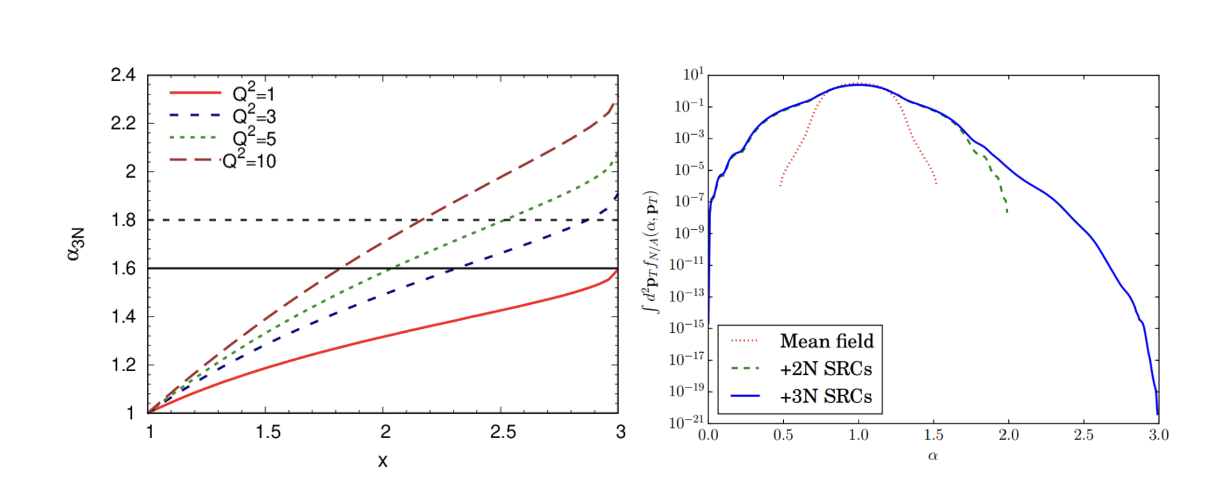 2.4
2.2
2
1.8
1.6
1.4
1.2
1
α3N
Q²=1
Q²=3
Q²=5
Q²=10
1
1.5
2
2.5
3
x
10¹
10⁻¹
10⁻³
10⁻⁵
10⁻⁷
10⁻⁹
10⁻¹¹
10⁻¹³
10⁻¹⁵
10⁻¹⁷
10⁻¹⁹
10⁻²¹
∫ d²p_T f_{N/A}(α, p_T)
Mean field
+2N SRCs
+3N SRCs
0.0
0.5
1.0
1.5
2.0
2.5
3.0
α